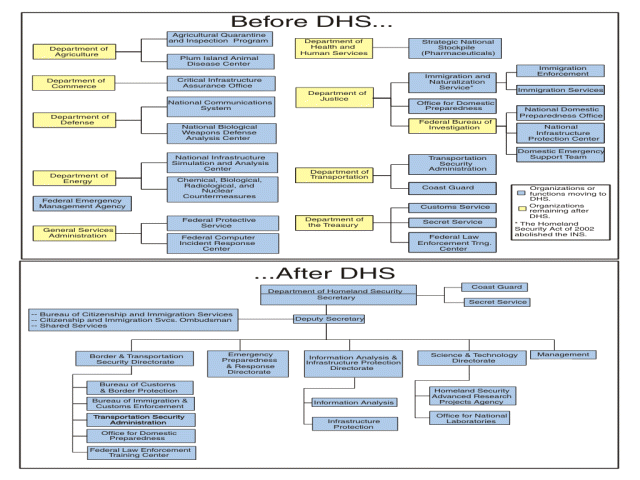 Before DHS...
Department of
Agriculture
Agricultural Quarantine
and Inspection Program
Plum Island Animal
Disease Center
Department of
Commerce
Critical Infrastructure
Assurance Office
Department of
Defense
National Communications
System
National Biological
Weapons Defense
Analysis Center
Department of
Energy
National Infrastructure
Simulation and Analysis
Center
Chemical, Biological,
Radiological, and
Nuclear
Countermeasures
Federal Emergency
Management Agency
General Services
Administration
Federal Protective
Service
Federal Computer
Incident Response
Center
Department of
Health and
Human Services
Strategic National
Stockpile
(Pharmaceuticals)
Department of
Justice
Immigration and
Naturalization
Service*
Immigration
Enforcement
Immigration Services
Office for Domestic
Preparedness
Federal Bureau of
Investigation
National Domestic
Preparedness Office
National
Infrastructure
Protection Center
Domestic Emergency
Support Team
Department of
Transportation
Transportation
Security
Administration
Coast Guard
Department of
the Treasury
Customs Service
Secret Service
Federal Law
Enforcement Trng.
Center
Organizations or
functions moving to
DHS.
Organizations
remaining after
DHS.
* The Homeland
Security Act of 2002
abolished the INS.
...After DHS
Department of Homeland Security
Secretary
Coast Guard
Secret Service
-- Bureau of Citizenship and Immigration Services
-- Citizenship and Immigration Svcs. Ombudsman
-- Shared Services
Deputy Secretary
Border & Transportation
Security Directorate
Bureau of Customs
& Border Protection
Bureau of Immigration &
Customs Enforcement
Transportation Security
Administration
Office for Domestic
Preparedness
Federal Law Enforcement
Training Center
Emergency
Preparedness
& Response
Directorate
Information Analysis &
Infrastructure Protection
Directorate
Information Analysis
Infrastructure
Protection
Science & Technology
Directorate
Homeland Security
Advanced Research
Projects Agency
Office for National
Laboratories
Management